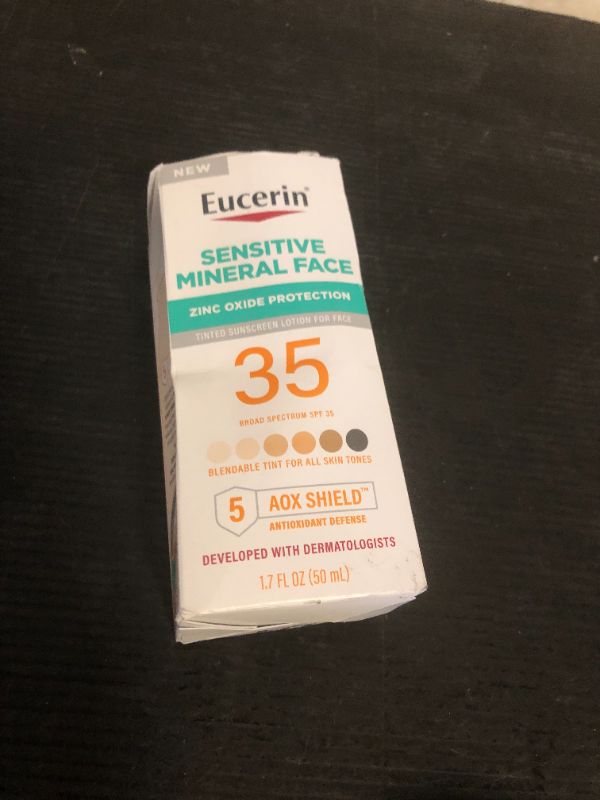 NEW
Eucerin®
SENSITIVE
MINERAL FACE
ZINC OXIDE PROTECTION
TINTED SUNSCREEN LOTION FOR FACE
35
BROAD SPECTRUM SPF 35
BLENDABLE TINT FOR ALL SKIN TONES
5 AOX SHIELD™
ANTIOXIDANT DEFENSE
DEVELOPED WITH DERMATOLOGISTS
1.7 FL OZ (50 mL)